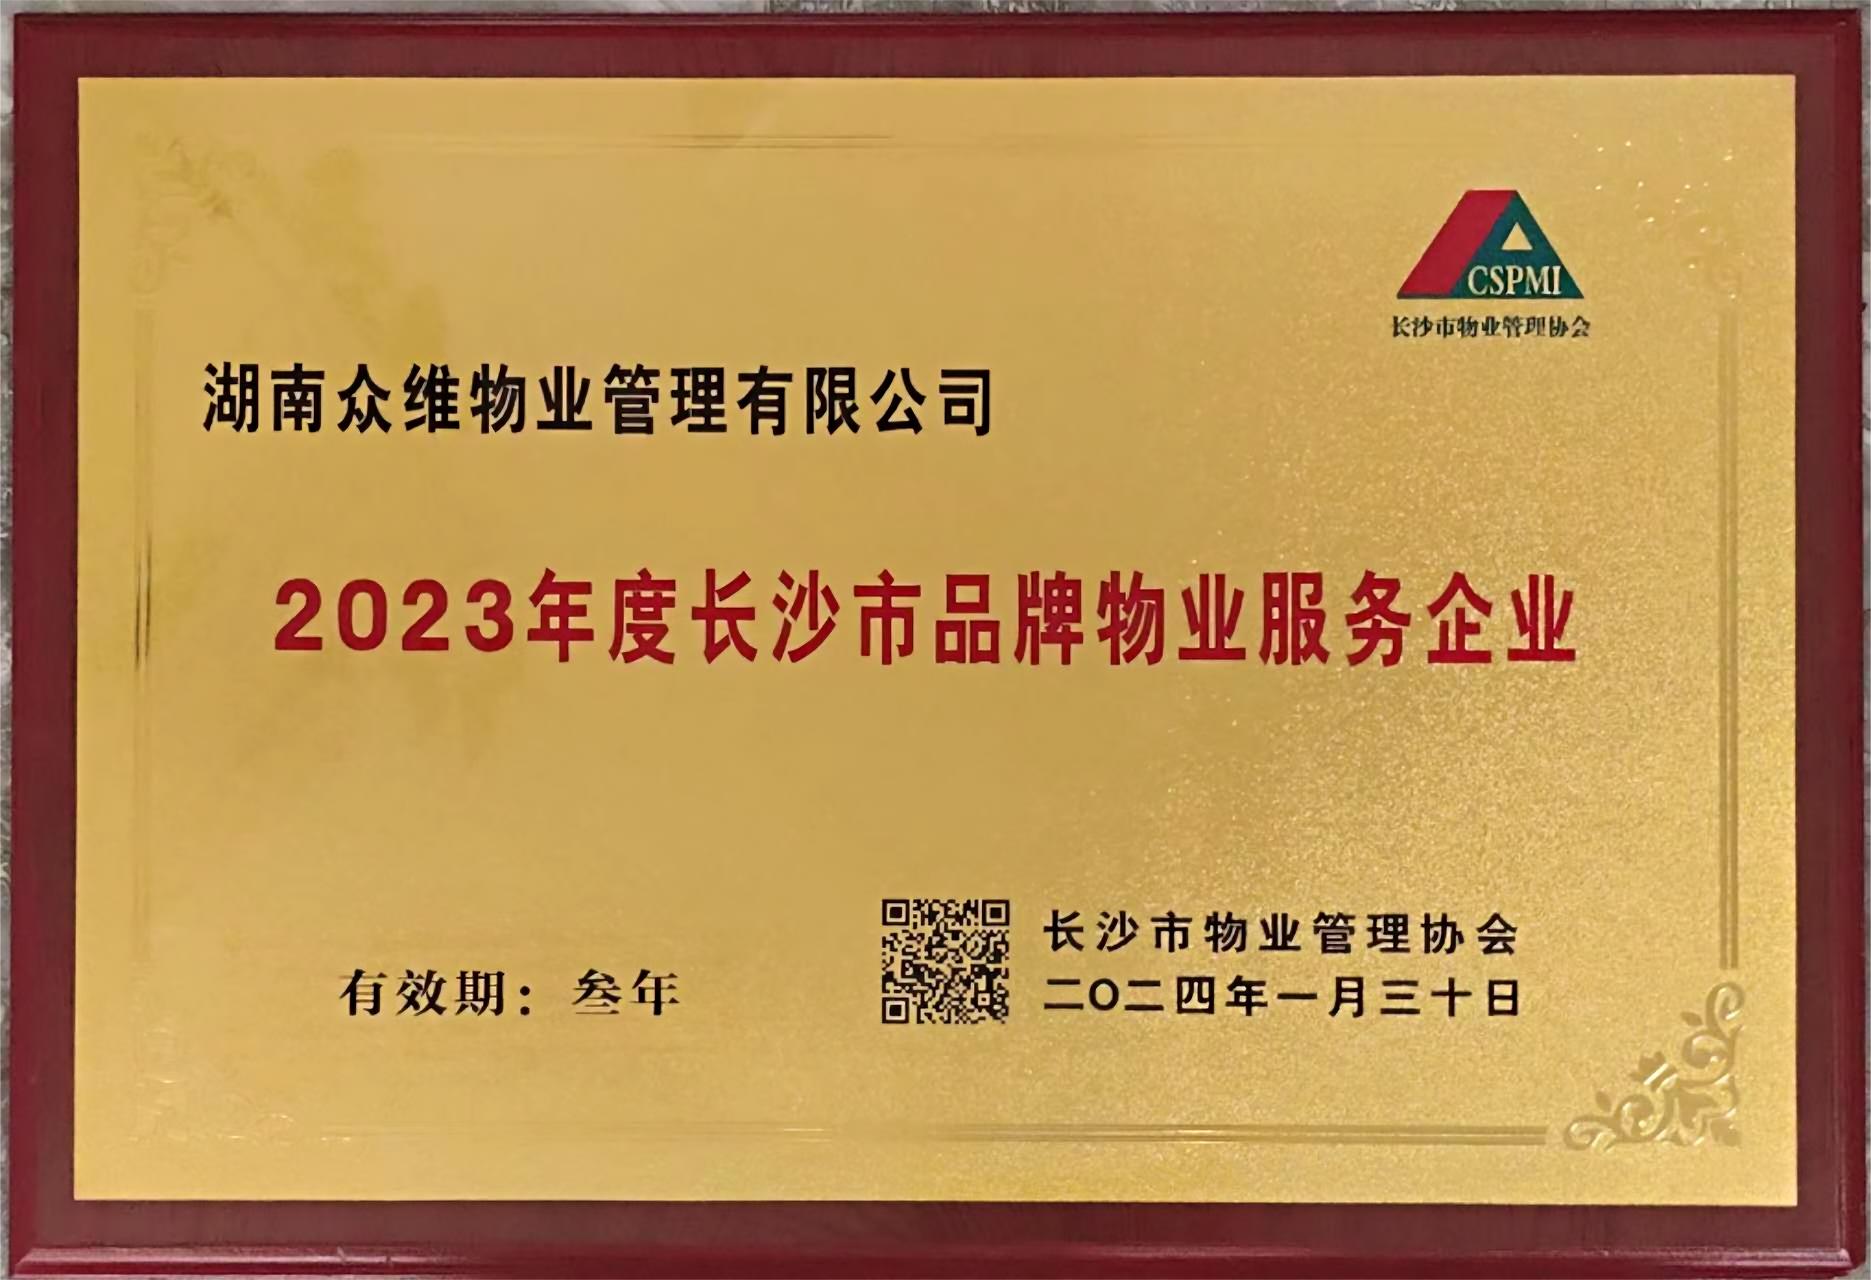 CSPMI
长沙市物业管理协会
湖南众维物业管理有限公司
2023年度长沙市品牌物业服务企业
长沙市物业管理协会
有效期：叁年
二〇二四年一月三十日